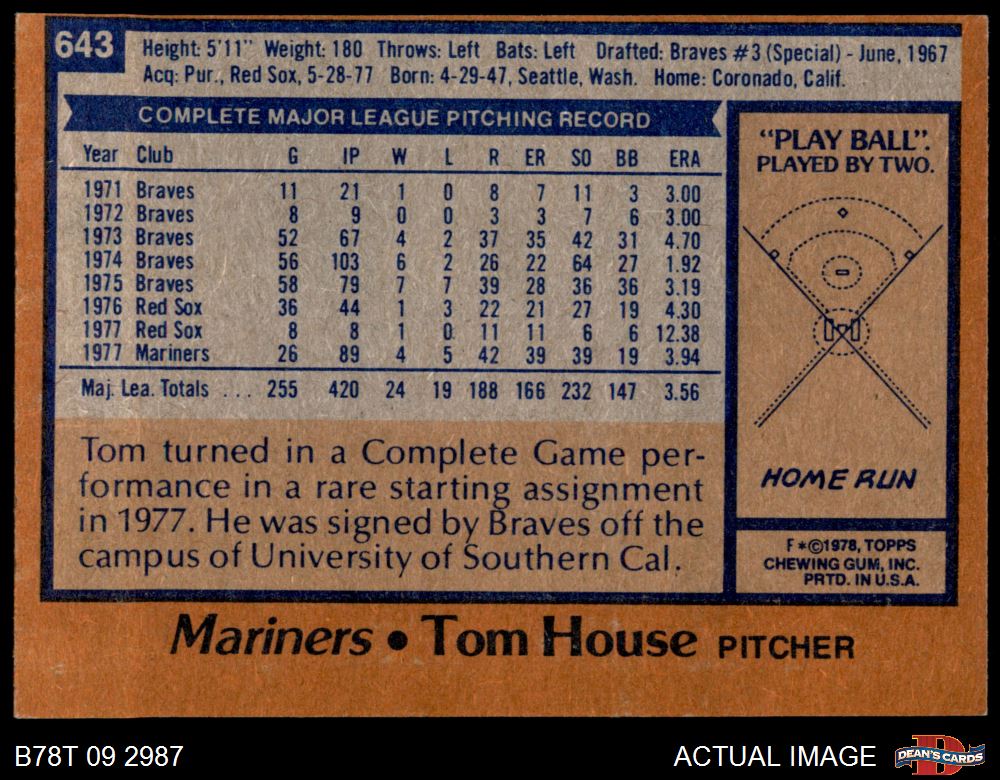 643
Height: 5'11" Weight: 180 Throws: Left Bats: Left Drafted: Braves #3 (Special) - June, 1967
Acq: Pur., Red Sox, 5-28-77 Born: 4-29-47, Seattle, Wash. Home: Coronado, Calif.
COMPLETE MAJOR LEAGUE PITCHING RECORD
Year Club G IP W L R ER SO BB ERA
1971 Braves 11 21 1 0 8 7 11 3 3.00
1972 Braves 8 9 0 0 3 3 7 6 3.00
1973 Braves 52 67 4 2 37 35 42 31 4.70
1974 Braves 56 103 6 2 26 22 64 27 1.92
1975 Braves 58 79 7 7 39 28 36 36 3.19
1976 Red Sox 36 44 1 3 22 21 27 19 4.30
1977 Red Sox 8 8 1 0 11 11 6 6 12.38
1977 Mariners 26 89 4 5 42 39 39 19 3.94
Maj. Lea. Totals . . . 255 420 24 19 188 166 232 147 3.56
Tom turned in a Complete Game per-
formance in a rare starting assignment
in 1977. He was signed by Braves off the
campus of University of Southern Cal.
"PLAY BALL".
PLAYED BY TWO.
HOME RUN
F*©1978, TOPPS
CHEWING GUM, INC.
PRTD. IN U.S.A.
Mariners • Tom House PITCHER
B78T 09 2987
ACTUAL IMAGE
DEAN'S CARDS